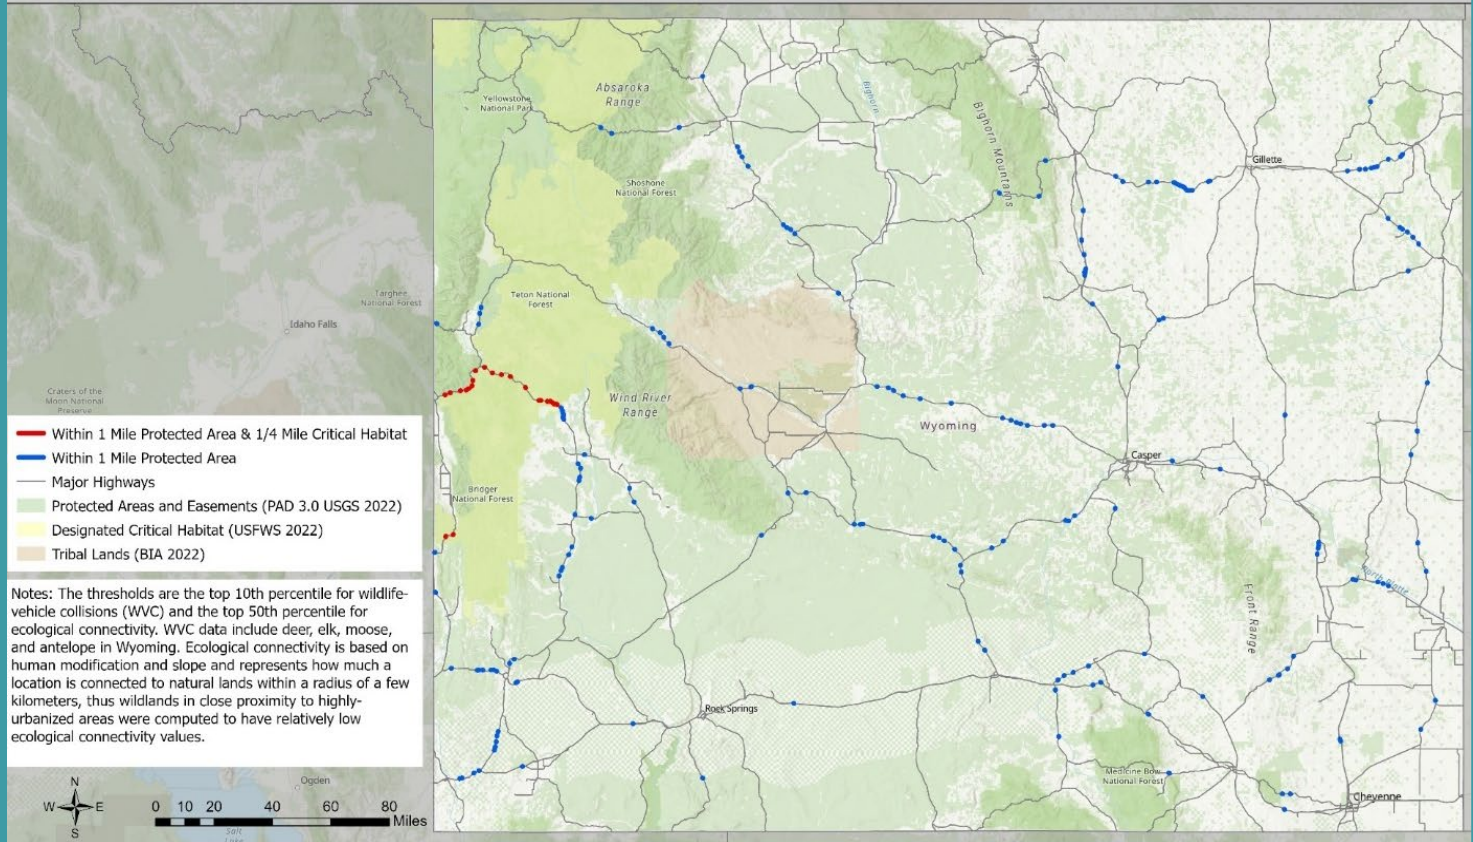 Absaroka
Range
Yellowstone
National Park
Bighorn
Bighorn Mountains
Gillette
Shoshone
National Forest
Targhee
National Forest
Teton National
Forest
Idaho Falls
Craters of the
Moon National
Preserve
Wind River
Range
Wyoming
Casper
Within 1 Mile Protected Area & 1/4 Mile Critical Habitat
Within 1 Mile Protected Area
Major Highways
Protected Areas and Easements (PAD 3.0 USGS 2022)
Designated Critical Habitat (USFWS 2022)
Tribal Lands (BIA 2022)
Bridger
National Forest
North Platte
Front Range
Notes: The thresholds are the top 10th percentile for wildlife-
vehicle collisions (WVC) and the top 50th percentile for
ecological connectivity. WVC data include deer, elk, moose,
and antelope in Wyoming. Ecological connectivity is based on
human modification and slope and represents how much a
location is connected to natural lands within a radius of a few
kilometers, thus wildlands in close proximity to highly-
urbanized areas were computed to have relatively low
ecological connectivity values.
Rock Springs
Medicine Bow
National Forest
Cheyenne
Ogden
Salt
Lake
N
W E
S
0 10 20 40 60 80
Miles